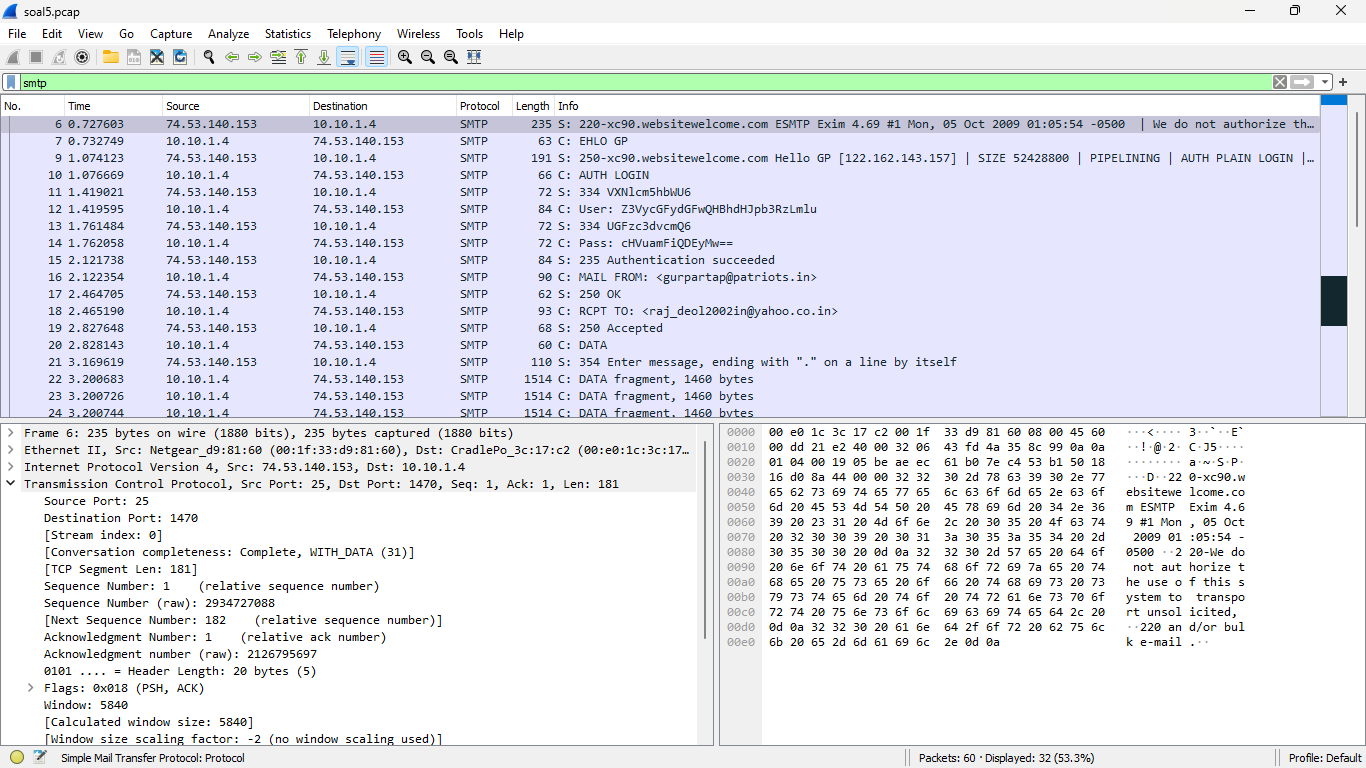 soal5.pcap
File Edit View Go Capture Analyze Statistics Telephony Wireless Tools Help
smtp
No. Time Source Destination Protocol Length Info
6 0.727603 74.53.140.153 10.10.1.4 SMTP 235 S: 220-xc90.websitewelcome.com ESMTP Exim 4.69 #1 Mon, 05 Oct 2009 01:05:54 -0500 | We do not authorize th…
7 0.732749 10.10.1.4 74.53.140.153 SMTP 63 C: EHLO GP
9 1.074123 74.53.140.153 10.10.1.4 SMTP 191 S: 250-xc90.websitewelcome.com Hello GP [122.162.143.157] | SIZE 52428800 | PIPELINING | AUTH PLAIN LOGIN |…
10 1.076669 10.10.1.4 74.53.140.153 SMTP 66 C: AUTH LOGIN
11 1.419021 74.53.140.153 10.10.1.4 SMTP 72 S: 334 VXNlcm5hbWU6
12 1.419595 10.10.1.4 74.53.140.153 SMTP 84 C: User: Z3VycGFydGFwQHBhdHJpb3RzLmlu
13 1.761484 74.53.140.153 10.10.1.4 SMTP 72 S: 334 UGFzc3dvcmQ6
14 1.762058 10.10.1.4 74.53.140.153 SMTP 72 C: Pass: cHVuamFiQDEyMw==
15 2.121738 74.53.140.153 10.10.1.4 SMTP 84 S: 235 Authentication succeeded
16 2.122354 10.10.1.4 74.53.140.153 SMTP 90 C: MAIL FROM: <gurpartap@patriots.in>
17 2.464705 74.53.140.153 10.10.1.4 SMTP 62 S: 250 OK
18 2.465190 10.10.1.4 74.53.140.153 SMTP 93 C: RCPT TO: <raj_deol2002in@yahoo.co.in>
19 2.827648 74.53.140.153 10.10.1.4 SMTP 68 S: 250 Accepted
20 2.828143 10.10.1.4 74.53.140.153 SMTP 60 C: DATA
21 3.169619 74.53.140.153 10.10.1.4 SMTP 110 S: 354 Enter message, ending with "." on a line by itself
22 3.200683 10.10.1.4 74.53.140.153 SMTP 1514 C: DATA fragment, 1460 bytes
23 3.200726 10.10.1.4 74.53.140.153 SMTP 1514 C: DATA fragment, 1460 bytes
24 3.200744 10.10.1.4 74.53.140.153 SMTP 1514 C: DATA fragment, 1460 bytes
Frame 6: 235 bytes on wire (1880 bits), 235 bytes captured (1880 bits)
Ethernet II, Src: Netgear_d9:81:60 (00:1f:33:d9:81:60), Dst: CradlePo_3c:17:c2 (00:e0:1c:3c:17…
Internet Protocol Version 4, Src: 74.53.140.153, Dst: 10.10.1.4
Transmission Control Protocol, Src Port: 25, Dst Port: 1470, Seq: 1, Ack: 1, Len: 181
Source Port: 25
Destination Port: 1470
[Stream index: 0]
[Conversation completeness: Complete, WITH_DATA (31)]
[TCP Segment Len: 181]
Sequence Number: 1 (relative sequence number)
Sequence Number (raw): 2934727088
[Next Sequence Number: 182 (relative sequence number)]
Acknowledgment Number: 1 (relative ack number)
Acknowledgment number (raw): 2126795697
0101 .... = Header Length: 20 bytes (5)
Flags: 0x018 (PSH, ACK)
Window: 5840
[Calculated window size: 5840]
[Window size scaling factor: -2 (no window scaling used)]
0000 00 e0 1c 3c 17 c2 00 1f 33 d9 81 60 08 00 45 60 ···<···· 3··`··E`
0010 00 dd 21 e2 40 00 32 06 43 fd 4a 35 8c 99 0a 0a ··!·@·2· C·J5····
0020 01 04 00 19 05 be ae ec 61 b0 7e c4 53 b1 50 18 ········ a·~·S·P·
0030 16 d0 8a 44 00 00 32 32 30 2d 78 63 39 30 2e 77 ···D··22 0-xc90.w
0040 65 62 73 69 74 65 77 65 6c 63 6f 6d 65 2e 63 6f ebsitewe lcome.co
0050 6d 20 45 53 4d 54 50 20 45 78 69 6d 20 34 2e 36 m ESMTP Exim 4.6
0060 39 20 23 31 20 4d 6f 6e 2c 20 30 35 20 4f 63 74 9 #1 Mon , 05 Oct
0070 20 32 30 30 39 20 30 31 3a 30 35 3a 35 34 20 2d 2009 01 :05:54 -
0080 30 35 30 30 20 0d 0a 32 32 30 2d 57 65 20 64 6f 0500 ··2 20-We do
0090 20 6e 6f 74 20 61 75 74 68 6f 72 69 7a 65 20 74 not aut horize t
00a0 68 65 20 75 73 65 20 6f 66 20 74 68 69 73 20 73 he use o f this s
00b0 79 73 74 65 6d 20 74 6f 20 74 72 61 6e 73 70 6f ystem to transpo
00c0 72 74 20 75 6e 73 6f 6c 69 63 69 74 65 64 2c 20 rt unsol icited,
00d0 0d 0a 32 32 30 20 61 6e 64 2f 6f 72 20 62 75 6c ··220 an d/or bul
00e0 6b 20 65 2d 6d 61 69 6c 2e 0d 0a k e-mail .··
Simple Mail Transfer Protocol: Protocol
Packets: 60 · Displayed: 32 (53.3%)
Profile: Default